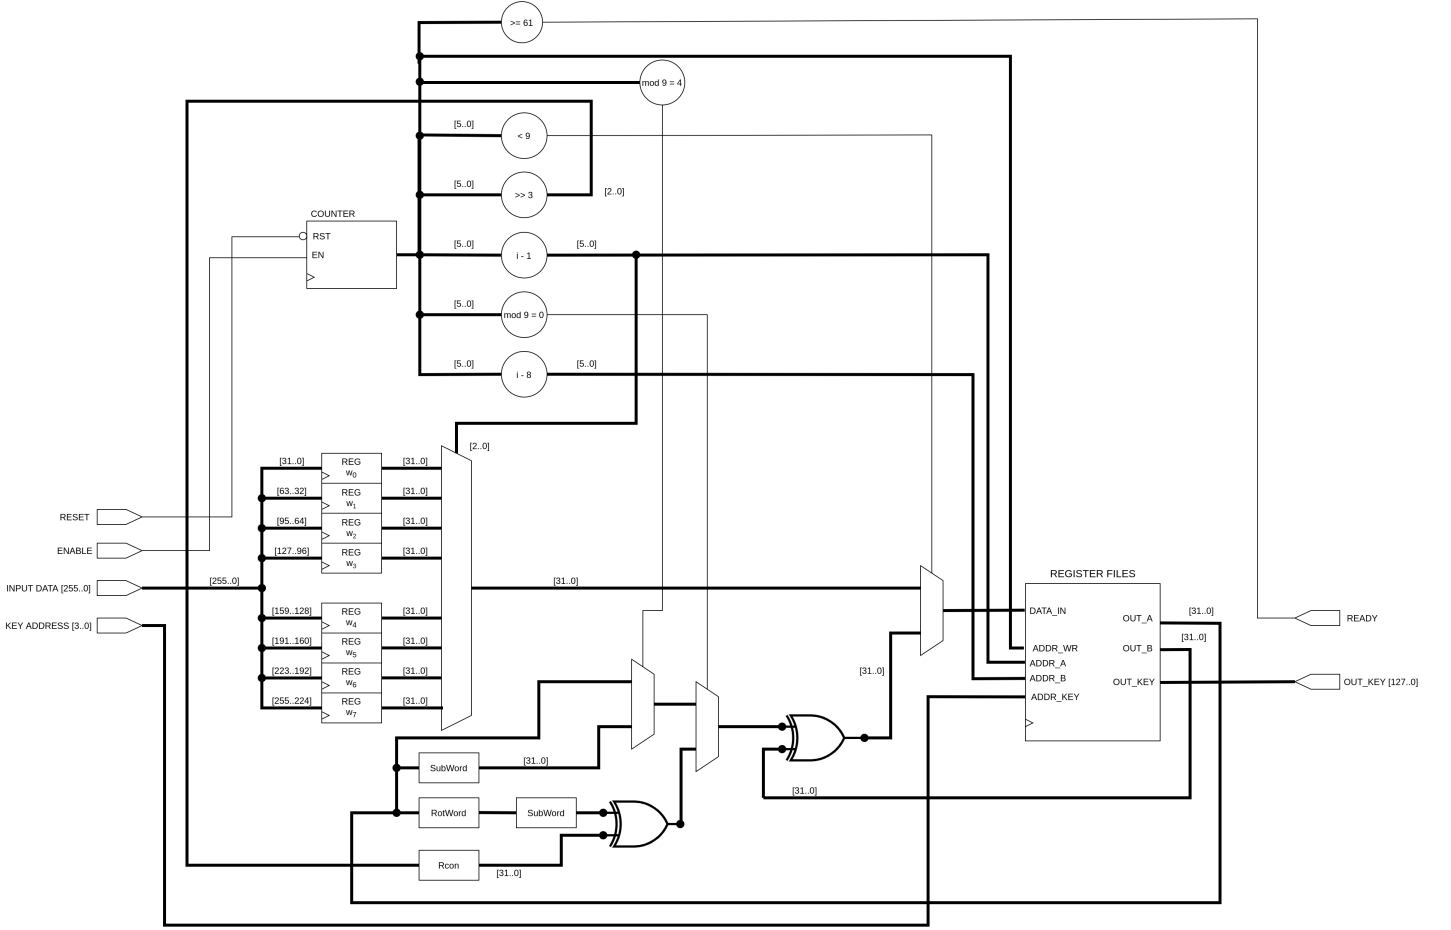 >= 61
mod 9 = 4
[5..0]
< 9
[5..0]
>> 3
[2..0]
COUNTER
RST
EN
[5..0]
i - 1
[5..0]
[5..0]
mod 9 = 0
[5..0]
i - 8
[5..0]
[2..0]
[31..0]
REG
w0
[31..0]
[63..32]
REG
w1
[31..0]
[95..64]
REG
w2
[31..0]
[127..96]
REG
w3
[31..0]
RESET
ENABLE
INPUT DATA [255..0]
[255..0]
KEY ADDRESS [3..0]
[159..128]
REG
w4
[31..0]
[191..160]
REG
w5
[31..0]
[223..192]
REG
w6
[31..0]
[255..224]
REG
w7
[31..0]
[31..0]
REGISTER FILES
DATA_IN
OUT_A
[31..0]
READY
ADDR_WR
OUT_B
[31..0]
ADDR_A
ADDR_B
OUT_KEY
OUT_KEY [127..0]
ADDR_KEY
[31..0]
SubWord
[31..0]
[31..0]
RotWord
SubWord
Rcon
[31..0]